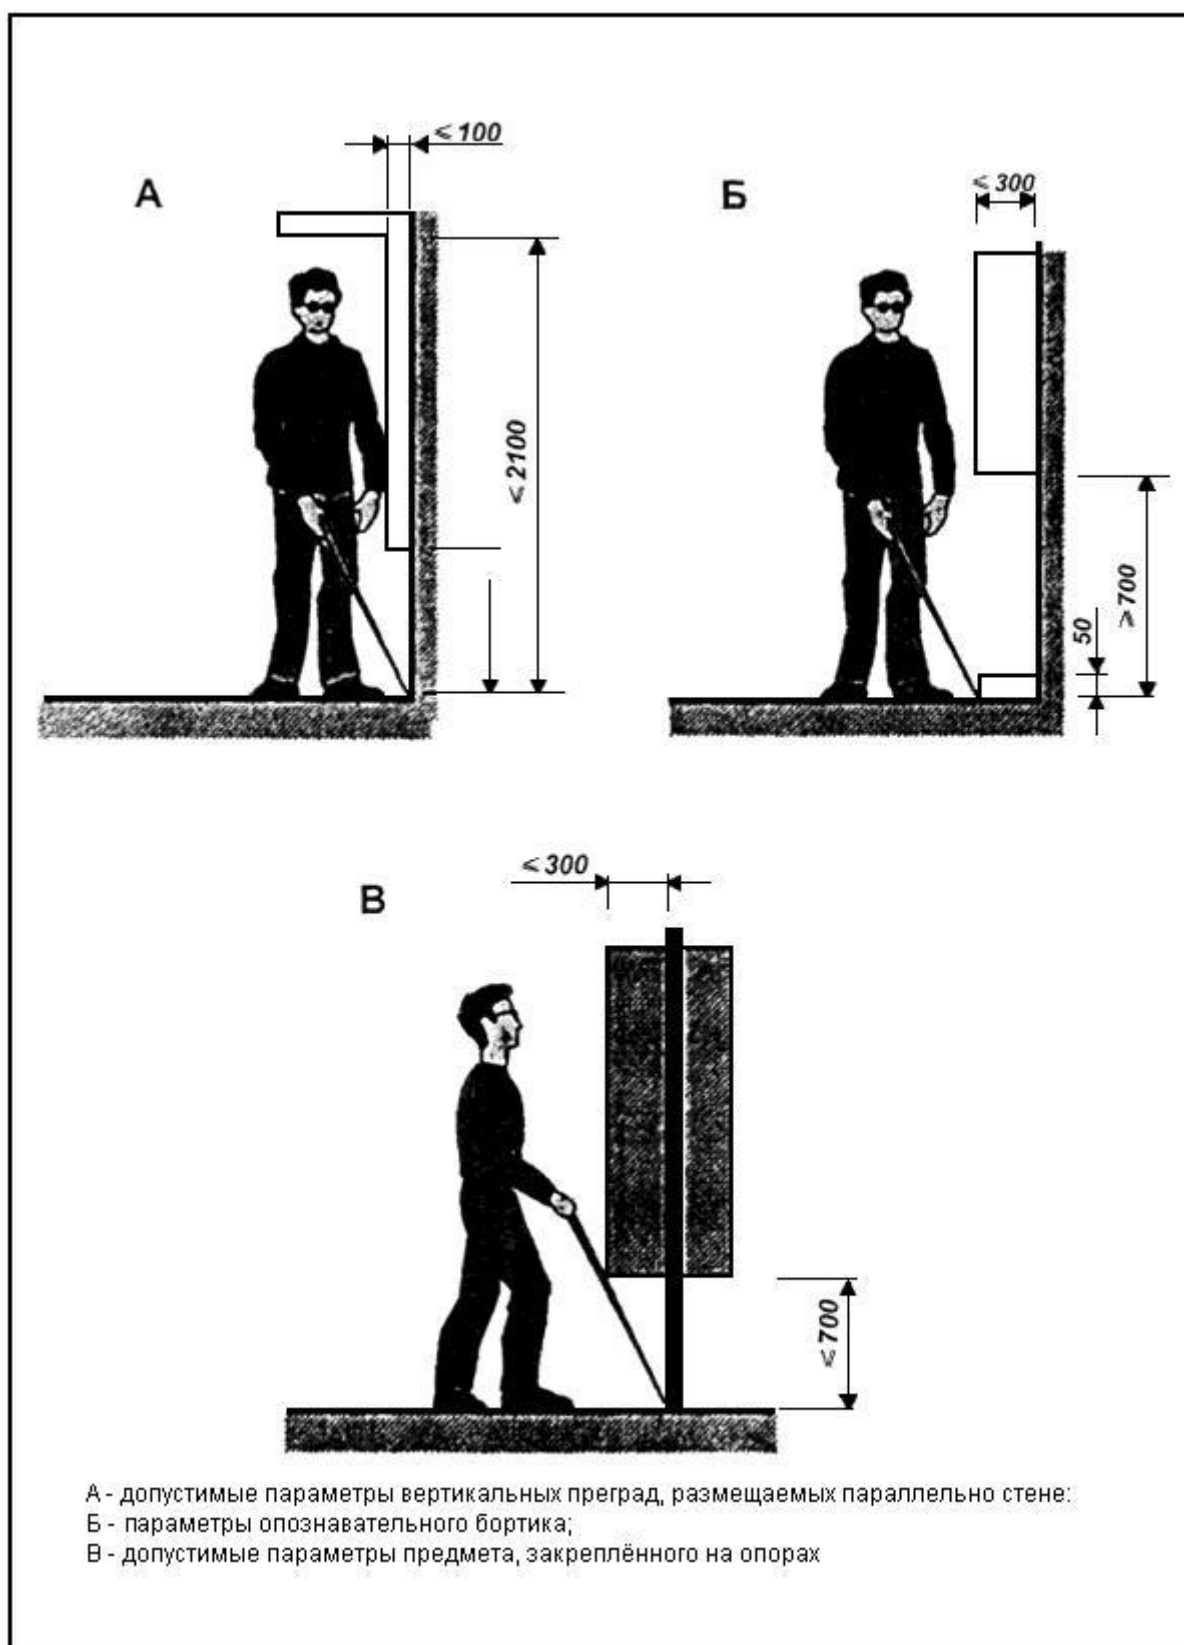 ≤ 100
А
Б
≤ 300
≤ 2100
> 700
50
≤ 300
В
≤ 700
А - допустимые параметры вертикальных преград, размещаемых параллельно стене:
Б - параметры опознавательного бортика;
В - допустимые параметры предмета, закреплённого на опорах